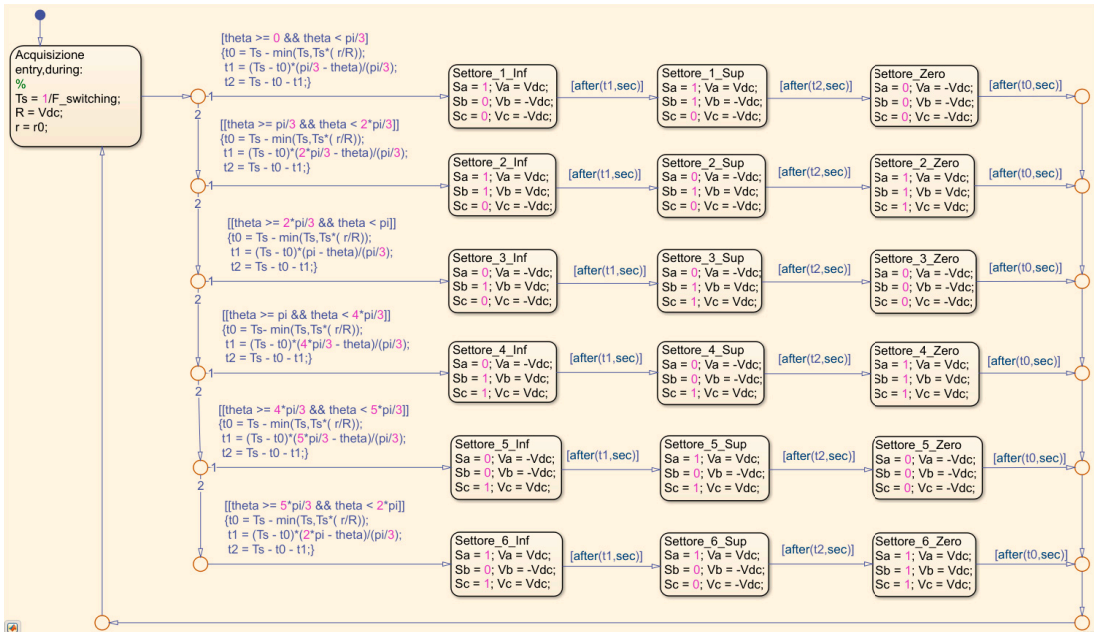 Acquisizione
entry,during:
%
Ts = 1/F_switching;
R = Vdc;
r = r0;
[theta >= 0 && theta < pi/3]
{t0 = Ts - min(Ts,Ts*( r/R));
t1 = (Ts - t0)*(pi/3 - theta)/(pi/3);
t2 = Ts - t0 - t1;}
1
2
Settore_1_Inf
Sa = 1; Va = Vdc;
Sb = 0; Vb = -Vdc;
Sc = 0; Vc = -Vdc;
[after(t1,sec)]
Settore_1_Sup
Sa = 1; Va = Vdc;
Sb = 1; Vb = Vdc;
Sc = 0; Vc = -Vdc;
[after(t2,sec)]
Settore_Zero
Sa = 0; Va = -Vdc;
Sb = 0; Vb = -Vdc;
Sc = 0; Vc = -Vdc;
[after(t0,sec)]
[[theta >= pi/3 && theta < 2*pi/3]]
{t0 = Ts - min(Ts,Ts*( r/R));
t1 = (Ts - t0)*(2*pi/3 - theta)/(pi/3);
t2 = Ts - t0 - t1;}
1
2
Settore_2_Inf
Sa = 1; Va = Vdc;
Sb = 1; Vb = Vdc;
Sc = 0; Vc = -Vdc;
[after(t1,sec)]
Settore_2_Sup
Sa = 0; Va = -Vdc;
Sb = 1; Vb = Vdc;
Sc = 0; Vc = -Vdc;
[after(t2,sec)]
Settore_2_Zero
Sa = 1; Va = Vdc;
Sb = 1; Vb = Vdc;
Sc = 1; Vc = Vdc;
[after(t0,sec)]
[[theta >= 2*pi/3 && theta < pi]]
{t0 = Ts - min(Ts,Ts*( r/R));
t1 = (Ts - t0)*(pi - theta)/(pi/3);
t2 = Ts - t0 - t1;}
1
2
Settore_3_Inf
Sa = 0; Va = -Vdc;
Sb = 1; Vb = Vdc;
Sc = 0; Vc = -Vdc;
[after(t1,sec)]
Settore_3_Sup
Sa = 0; Va = -Vdc;
Sb = 1; Vb = Vdc;
Sc = 1; Vc = Vdc;
[after(t2,sec)]
Settore_3_Zero
Sa = 0; Va = -Vdc;
Sb = 0; Vb = -Vdc;
Sc = 0; Vc = -Vdc;
[after(t0,sec)]
[[theta >= pi && theta < 4*pi/3]]
{t0 = Ts- min(Ts,Ts*( r/R));
t1 = (Ts - t0)*(4*pi/3 - theta)/(pi/3);
t2 = Ts - t0 - t1;}
1
2
Settore_4_Inf
Sa = 0; Va = -Vdc;
Sb = 1; Vb = Vdc;
Sc = 1; Vc = Vdc;
[after(t1,sec)]
Settore_4_Sup
Sa = 0; Va = -Vdc;
Sb = 0; Vb = -Vdc;
Sc = 1; Vc = Vdc;
[after(t2,sec)]
Settore_4_Zero
Sa = 1; Va = Vdc;
Sb = 1; Vb = Vdc;
Sc = 1; Vc = Vdc;
[after(t0,sec)]
[[theta >= 4*pi/3 && theta < 5*pi/3]]
{t0 = Ts - min(Ts,Ts*( r/R));
t1 = (Ts - t0)*(5*pi/3 - theta)/(pi/3);
t2 = Ts - t0 - t1;}
1
2
Settore_5_Inf
Sa = 0; Va = -Vdc;
Sb = 0; Vb = -Vdc;
Sc = 1; Vc = Vdc;
[after(t1,sec)]
Settore_5_Sup
Sa = 1; Va = Vdc;
Sb = 0; Vb = -Vdc;
Sc = 1; Vc = Vdc;
[after(t2,sec)]
Settore_5_Zero
Sa = 0; Va = -Vdc;
Sb = 0; Vb = -Vdc;
Sc = 0; Vc = -Vdc;
[after(t0,sec)]
[[theta >= 5*pi/3 && theta < 2*pi]]
{t0 = Ts - min(Ts,Ts*( r/R));
t1 = (Ts - t0)*(2*pi - theta)/(pi/3);
t2 = Ts - t0 - t1;}
Settore_6_Inf
Sa = 1; Va = Vdc;
Sb = 0; Vb = -Vdc;
Sc = 1; Vc = Vdc;
[after(t1,sec)]
Settore_6_Sup
Sa = 1; Va = Vdc;
Sb = 0; Vb = -Vdc;
Sc = 0; Vc = -Vdc;
[after(t2,sec)]
Settore_6_Zero
Sa = 1; Va = Vdc;
Sb = 1; Vb = Vdc;
Sc = 1; Vc = Vdc;
[after(t0,sec)]